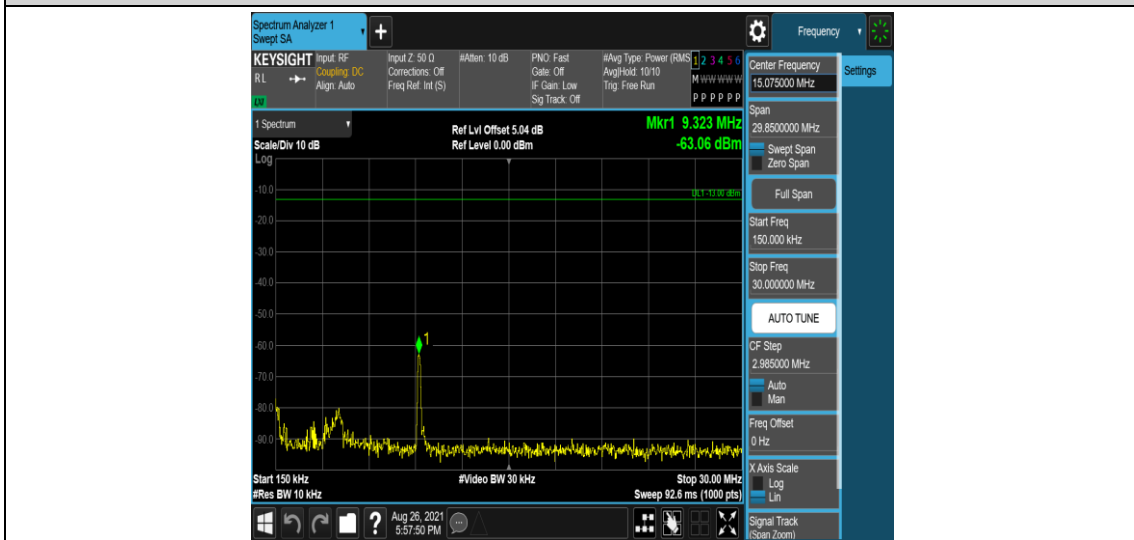 Spectrum Analyzer 1
Swept SA
+
Frequency
KEYSIGHT
RL
Input: RF
Coupling: DC
Align: Auto
Input Z: 50 Ω
Corrections: Off
Freq Ref: Int (S)
#Atten: 10 dB
PNO: Fast
Gate: Off
IF Gain: Low
Sig Track: Off
#Avg Type: Power (RMS
Avg|Hold: 10/10
Trig: Free Run
1 2 3 4 5 6
M W W W W W
P P P P P P
1 Spectrum
Scale/Div 10 dB
Log
Ref Lvl Offset 5.04 dB
Ref Level 0.00 dBm
Mkr1 9.323 MHz
-63.06 dBm
DL1 -13.00 dBm
-10.0
-20.0
-30.0
-40.0
-50.0
-60.0
-70.0
-80.0
-90.0
1
Start 150 kHz
#Res BW 10 kHz
#Video BW 30 kHz
Stop 30.00 MHz
Sweep 92.6 ms (1000 pts)
Center Frequency
15.075000 MHz
Settings
Span
29.8500000 MHz
Swept Span
Zero Span
Full Span
Start Freq
150.000 kHz
Stop Freq
30.000000 MHz
AUTO TUNE
CF Step
2.985000 MHz
Auto
Man
Freq Offset
0 Hz
X Axis Scale
Log
Lin
Signal Track
(Span Zoom)
?
Aug 26, 2021
5:57:50 PM